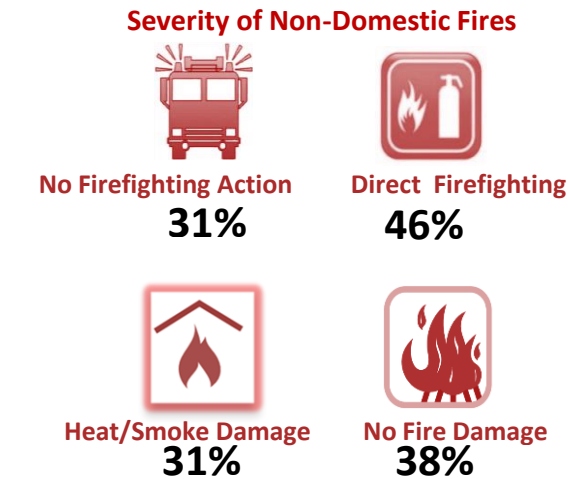 Severity of Non-Domestic Fires
No Firefighting Action
Direct Firefighting
31%
46%
Heat/Smoke Damage
No Fire Damage
31%
38%